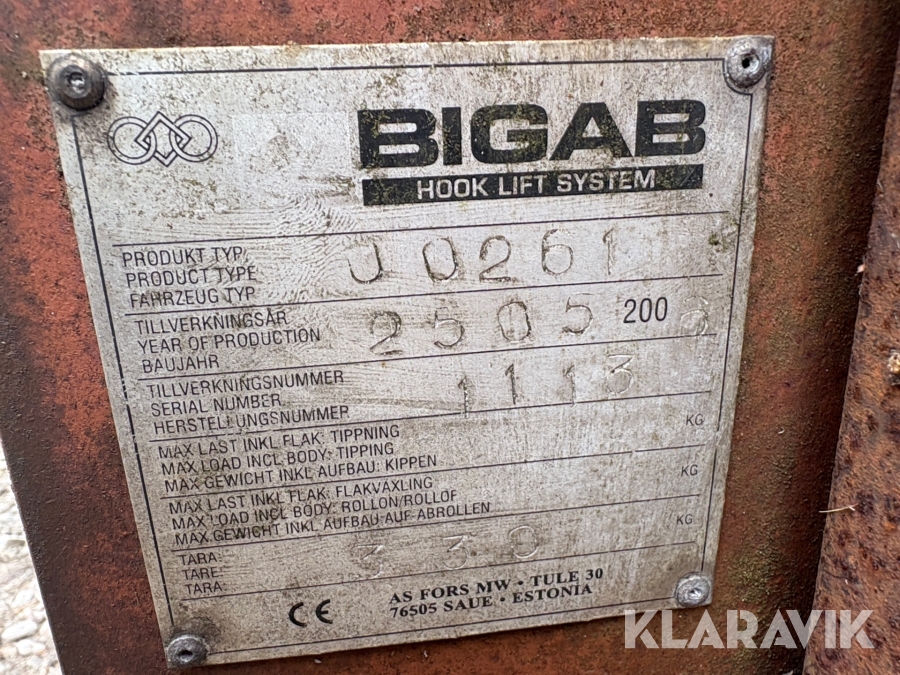 BIGAB
HOOK LIFT SYSTEM
PRODUKT TYP:
PRODUCT TYPE
FAHRZEUG TYP
J0261
TILLVERKNINGSÅR
YEAR OF PRODUCTION
BAUJAHR
2505 200
TILLVERKNINGSNUMMER
SERIAL NUMBER
HERSTELLUNGSNUMMER
1113
MAX LAST INKL FLAK: TIPPNING
MAX LOAD INCL BODY: TIPPING
MAX GEWICHT INKL AUFBAU: KIPPEN
KG
MAX LAST INKL FLAK: FLAKVÄXLING
MAX LOAD INCL BODY: ROLLON/ROLLOF
MAX GEWICHT INKL AUFBAU-AUF-ABROLLEN
KG
TARA:
TARE:
TARA:
330
KG
CE
AS FORS MW • TULE 30
76505 SAUE • ESTONIA
KLARAVIK